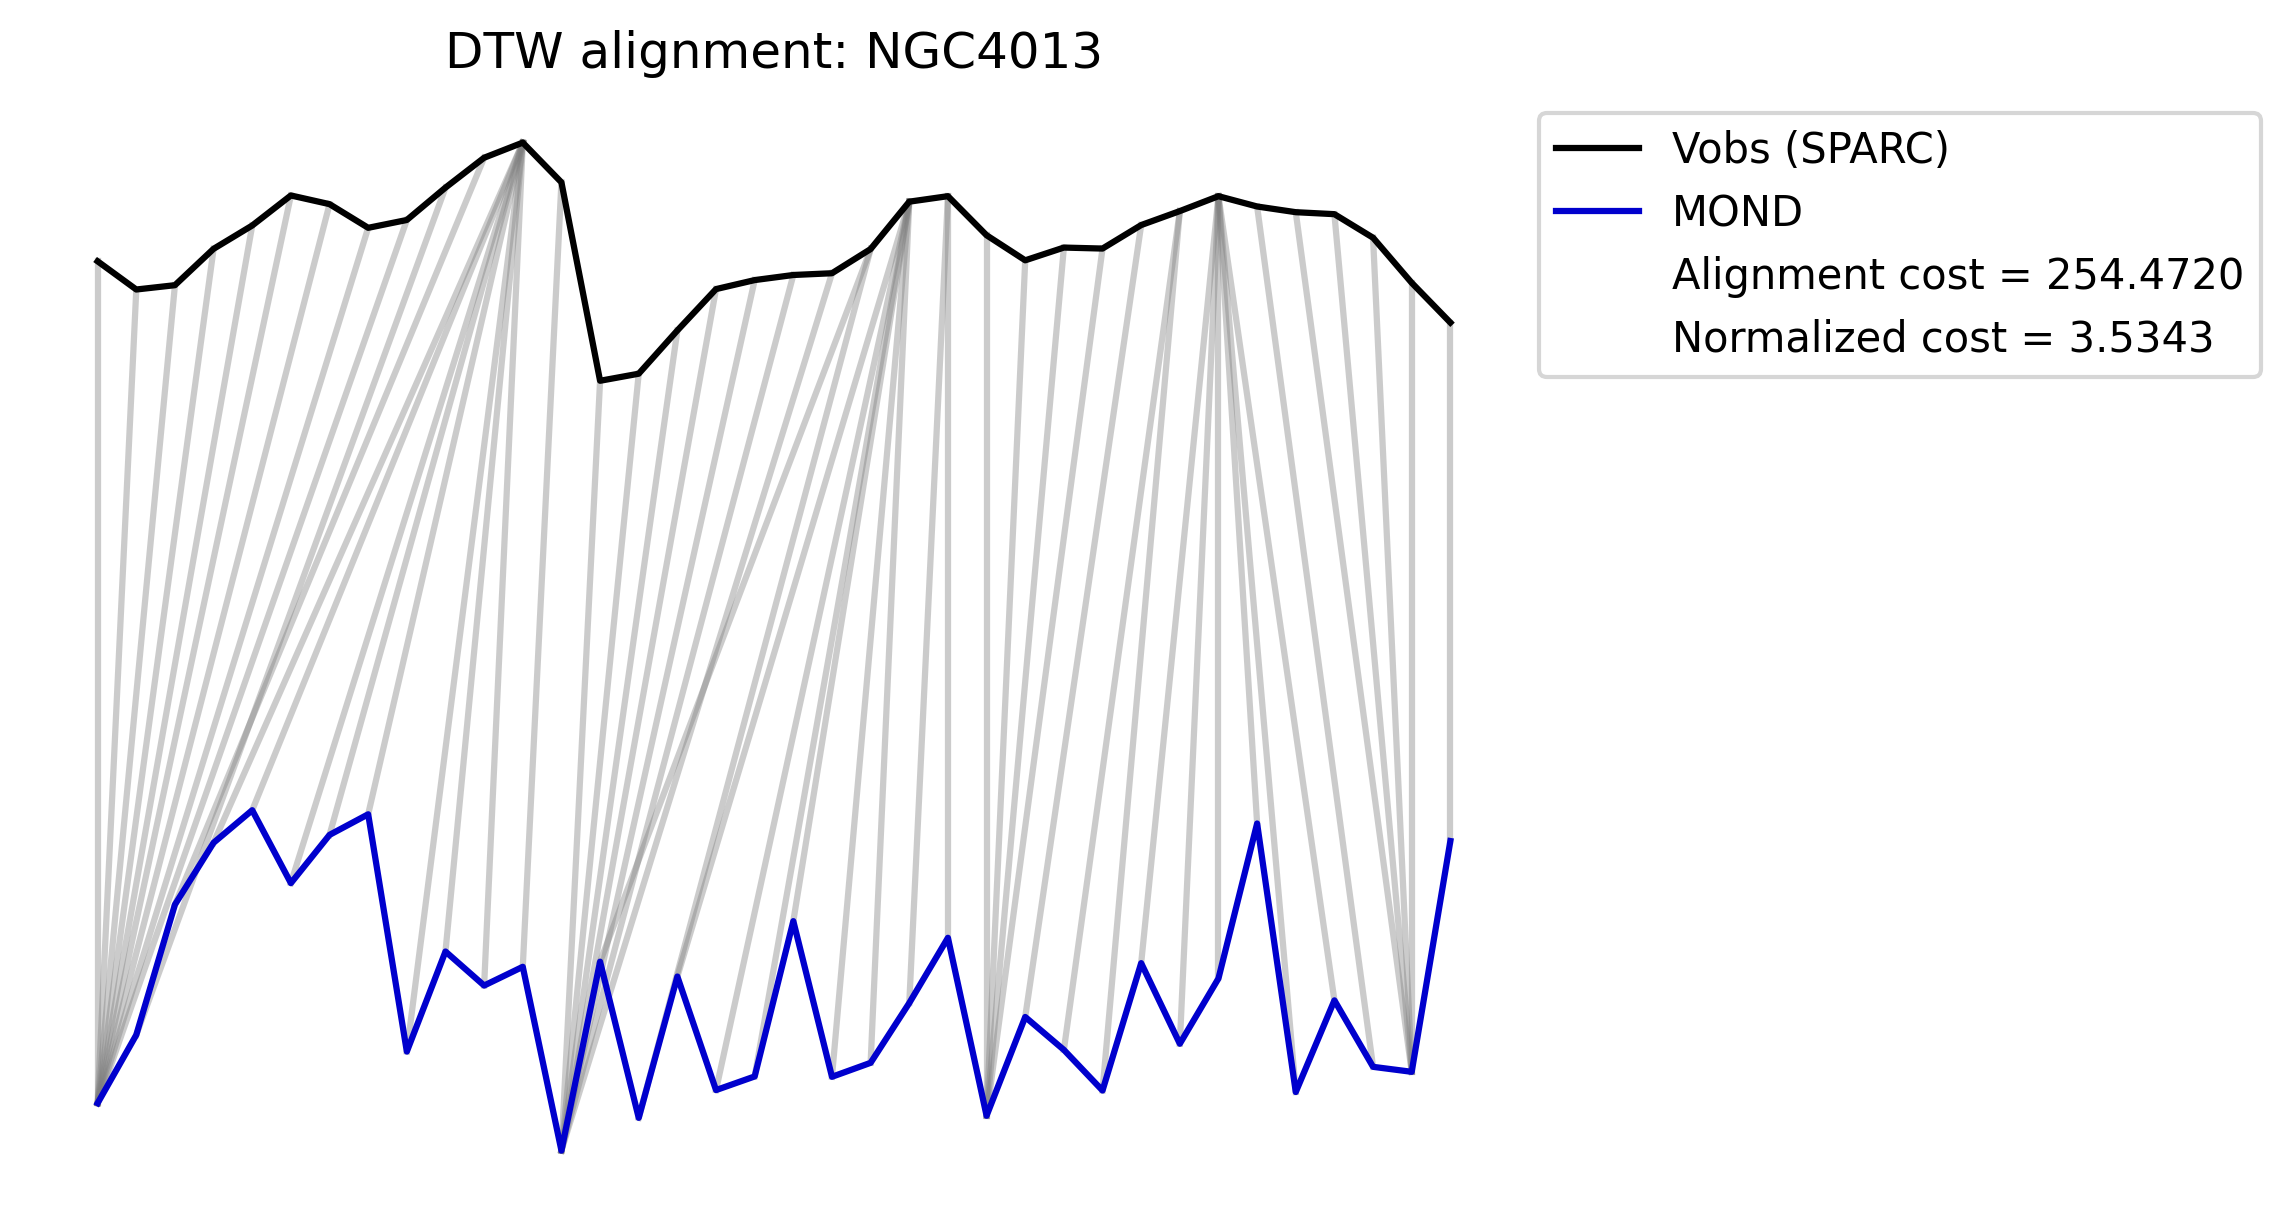 DTW alignment: NGC4013
Vobs (SPARC)
MOND
Alignment cost = 254.4720
Normalized cost = 3.5343